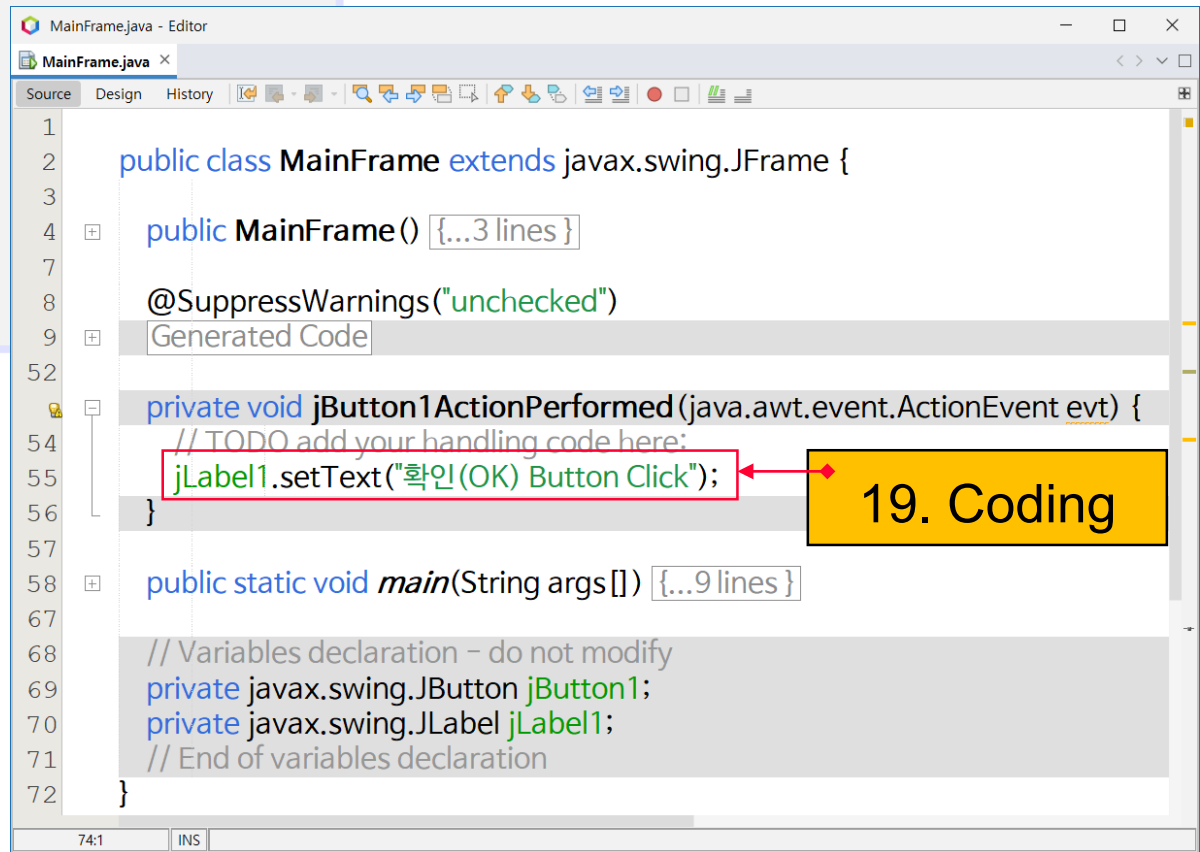 MainFrame.java - Editor
MainFrame.java
Source Design History
1
2 public class MainFrame extends javax.swing.JFrame {
3
4 public MainFrame() {...3 lines }
7
8 @SuppressWarnings("unchecked")
9 Generated Code
52
private void jButton1ActionPerformed(java.awt.event.ActionEvent evt) {
54 // TODO add your handling code here:
55 jLabel1.setText("확인(OK) Button Click");
19. Coding
56 }
57
58 public static void main(String args[]) {...9 lines }
67
68 // Variables declaration - do not modify
69 private javax.swing.JButton jButton1;
70 private javax.swing.JLabel jLabel1;
71 // End of variables declaration
72 }
74:1 INS